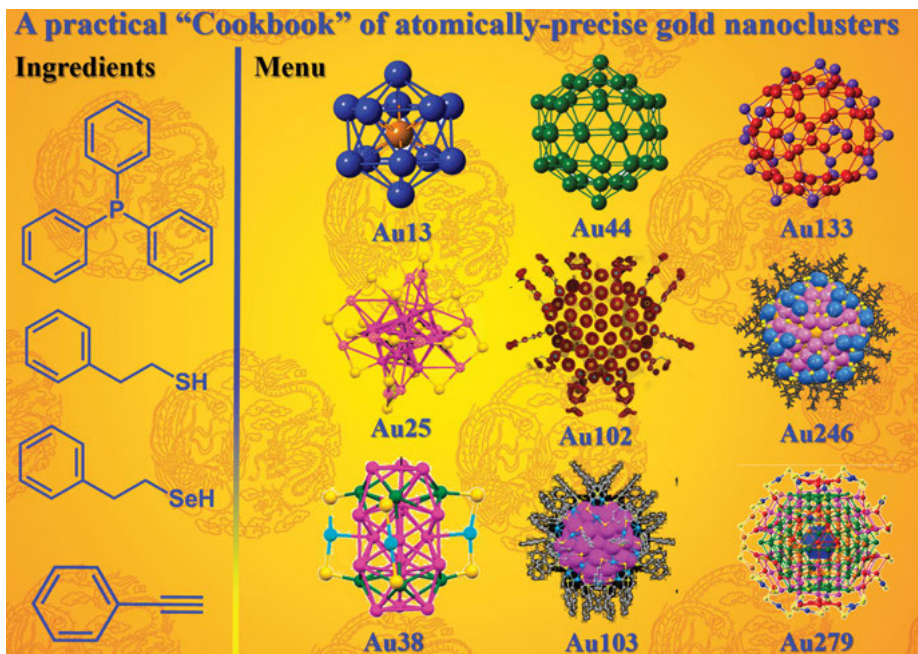 A practical “Cookbook” of atomically-precise gold nanoclusters
Ingredients
Menu
P
SH
SeH
Au13
Au44
Au133
Au25
Au102
Au246
Au38
Au103
Au279